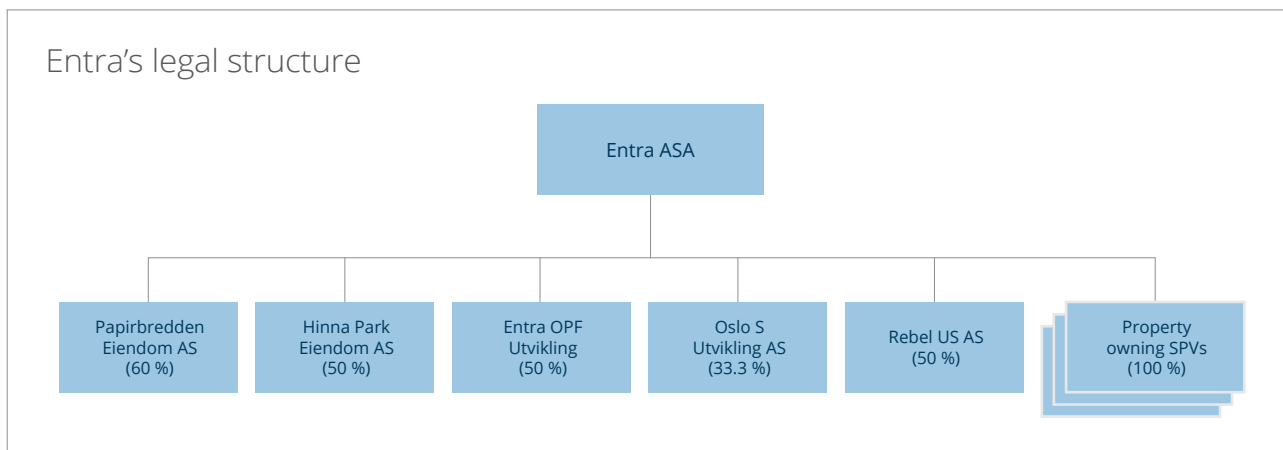 Entra’s legal structure
Entra ASA
Papirbredden
Eiendom AS
(60 %)
Hinna Park
Eiendom AS
(50 %)
Entra OPF
Utvikling
(50 %)
Oslo S
Utvikling AS
(33.3 %)
Rebel US AS
(50 %)
Property
owning SPVs
(100 %)